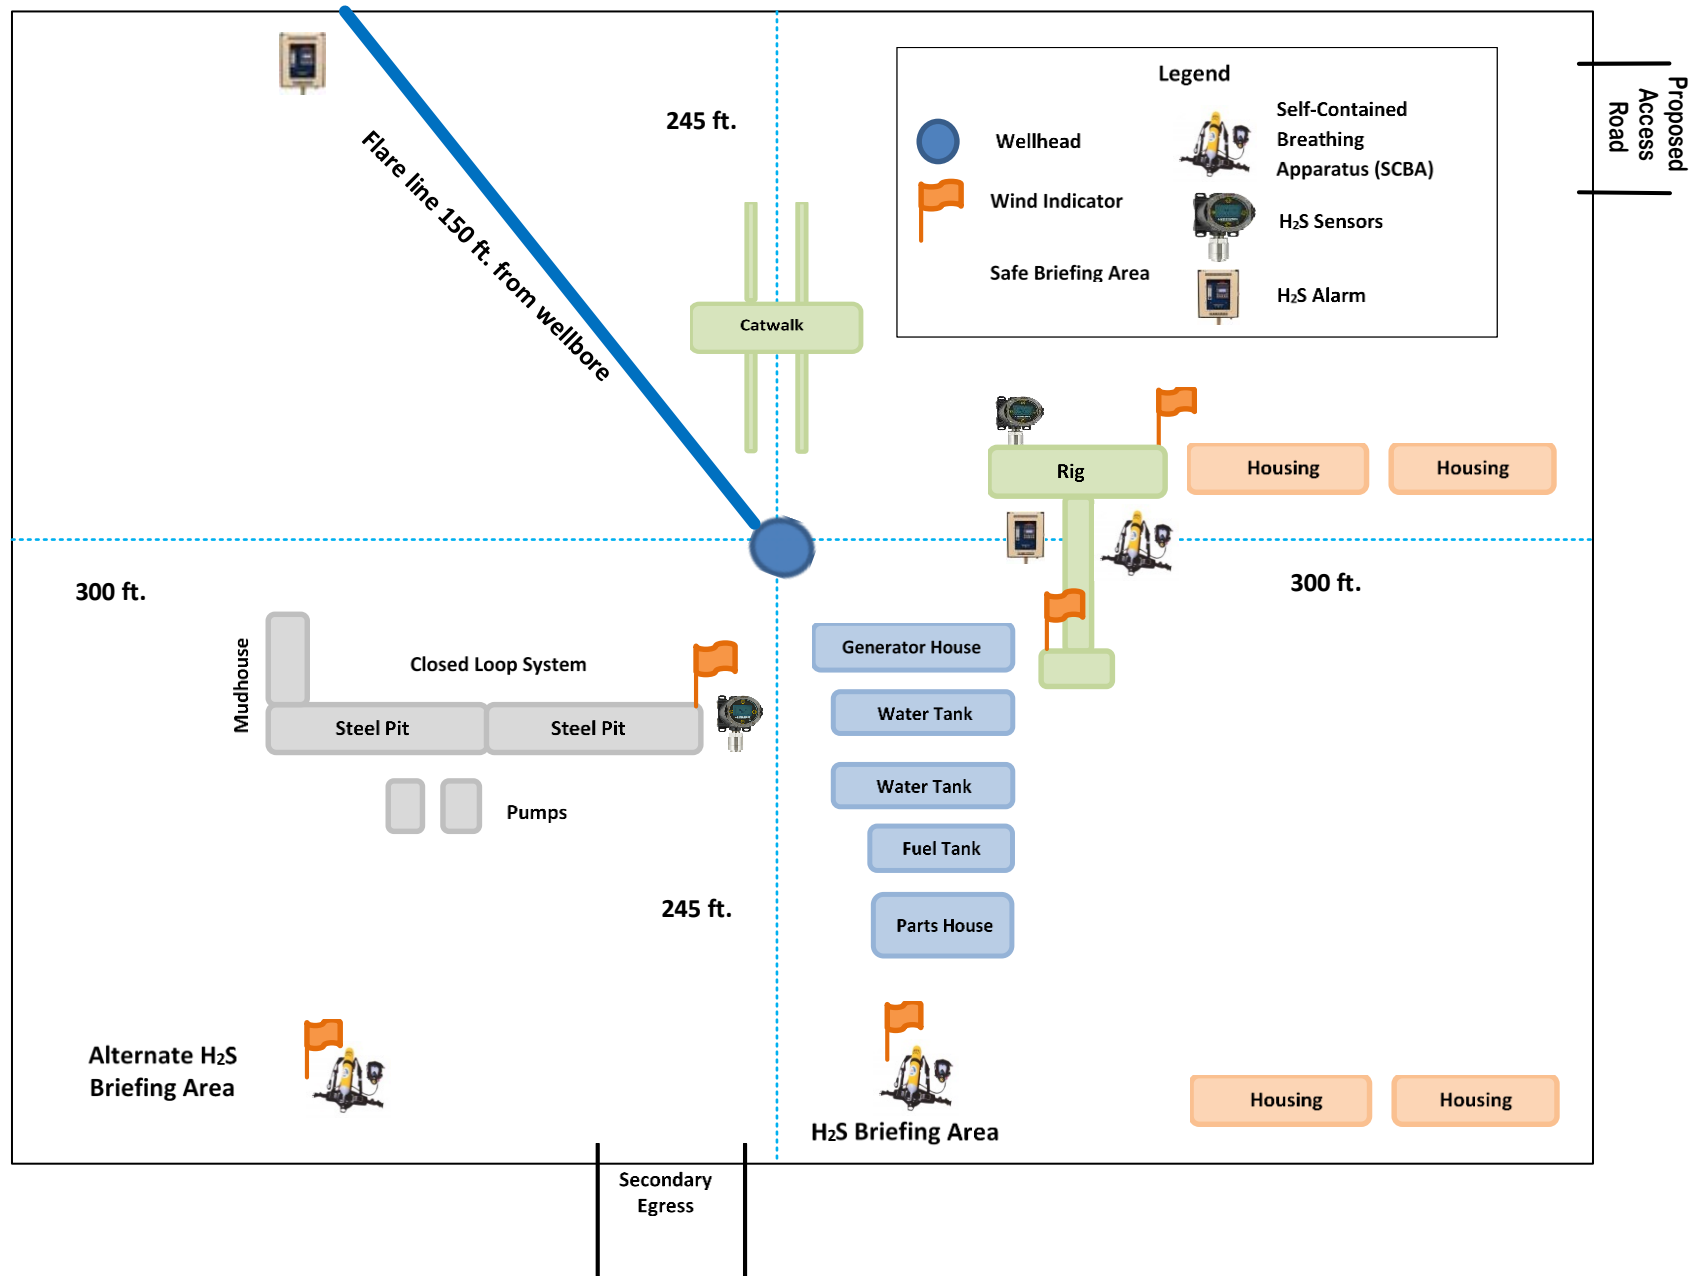 245 ft.
Flare line 150 ft. from wellbore
Catwalk
Legend
Wellhead
Wind Indicator
Safe Briefing Area
Self-Contained
Breathing
Apparatus (SCBA)
H2S Sensors
H2S Alarm
Proposed
Access
Road
Rig
Housing
Housing
300 ft.
300 ft.
Mudhouse
Closed Loop System
Steel Pit
Steel Pit
Pumps
Generator House
Water Tank
Water Tank
Fuel Tank
Parts House
245 ft.
Alternate H2S
Briefing Area
H2S Briefing Area
Housing
Housing
Secondary
Egress